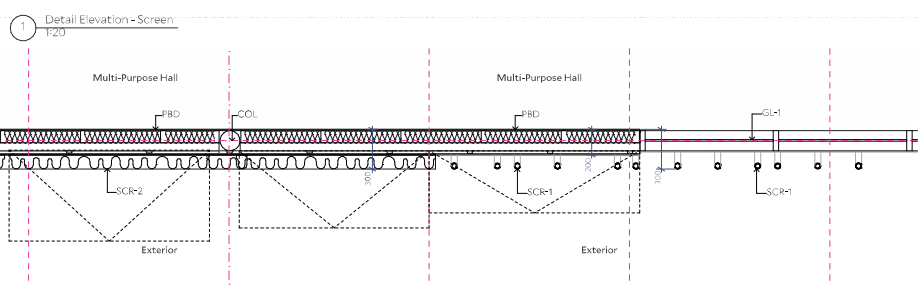 1
Detail Elevation - Screen
1:20
Multi-Purpose Hall
Multi-Purpose Hall
PBD
COL
PBD
GL-1
300
200
300
SCR-2
SCR-1
SCR-1
Exterior
Exterior